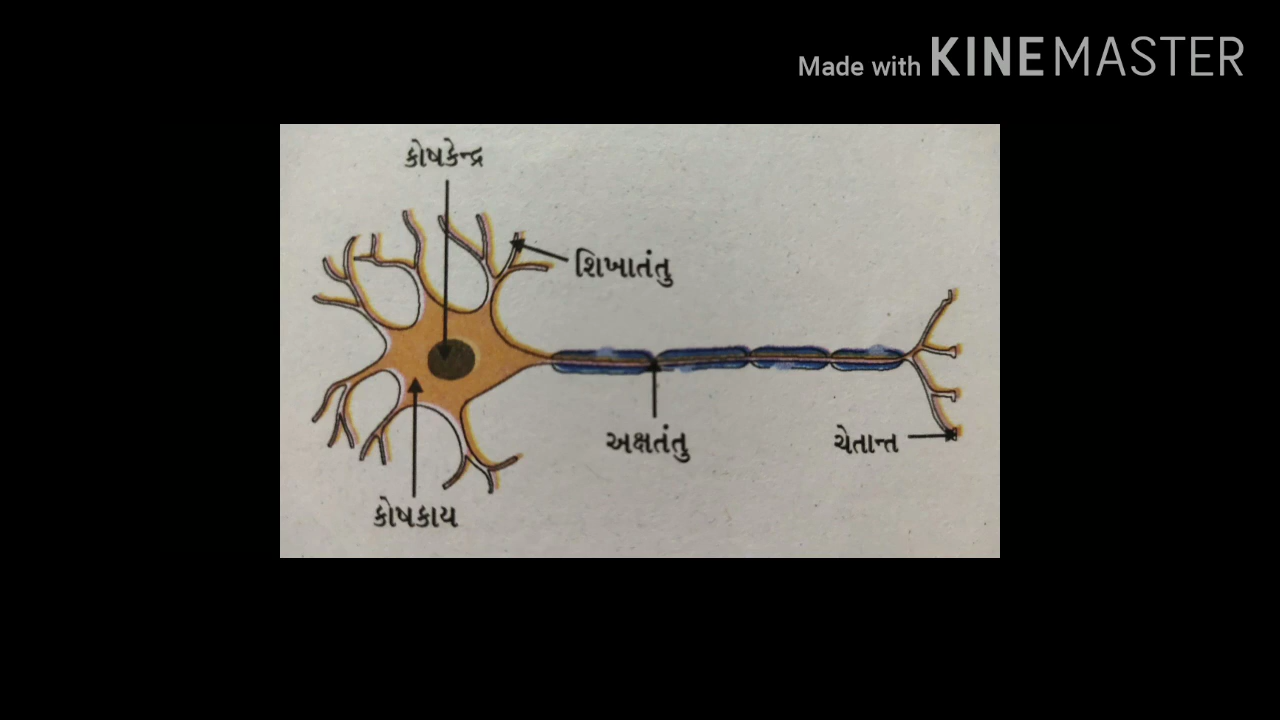 Made with KINEMASTER
કોષકેન્દ્ર
શિખાતંતુ
અક્ષતંતુ
ચેતાન્ત
કોષકાય